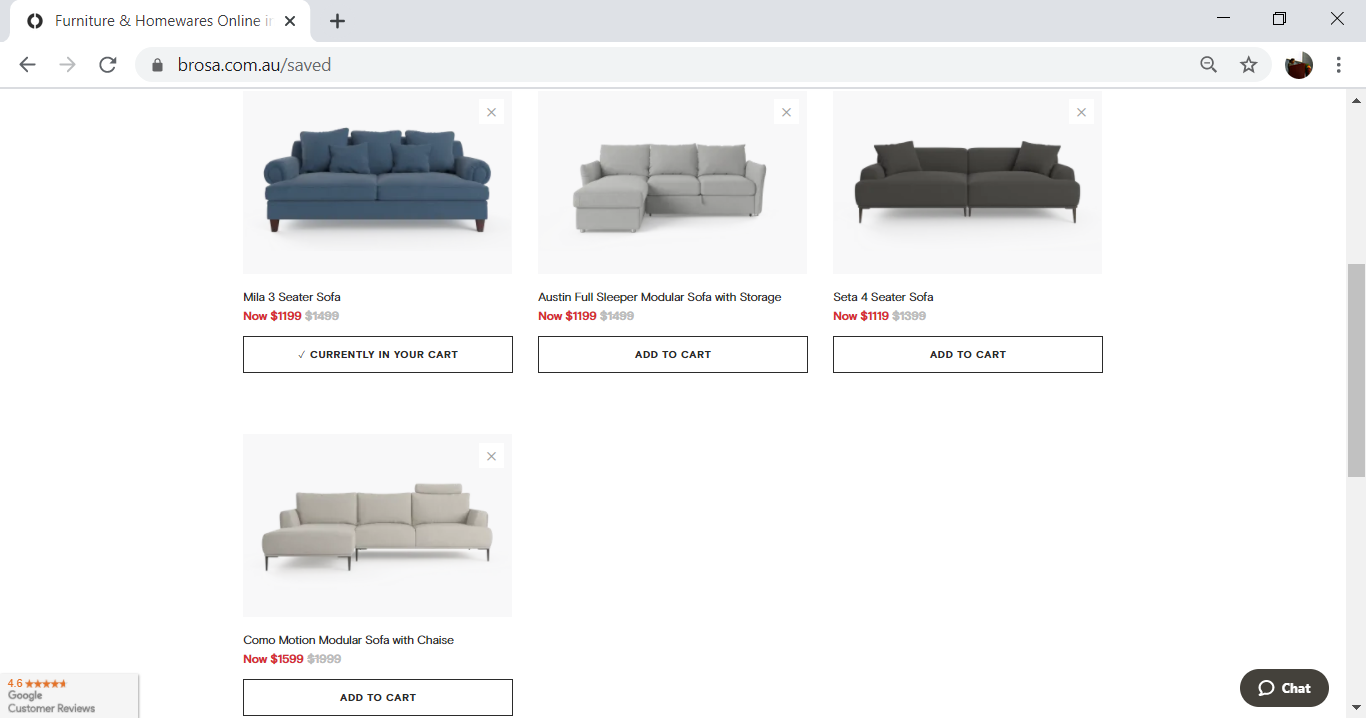 Furniture & Homewares Online in
brosa.com.au/saved
Mila 3 Seater Sofa
Now $1199 $1499
✓ CURRENTLY IN YOUR CART
Austin Full Sleeper Modular Sofa with Storage
Now $1199 $1499
ADD TO CART
Seta 4 Seater Sofa
Now $1119 $1399
ADD TO CART
Como Motion Modular Sofa with Chaise
Now $1599 $1999
ADD TO CART
4.6 ★★★★★
Google
Customer Reviews
Chat